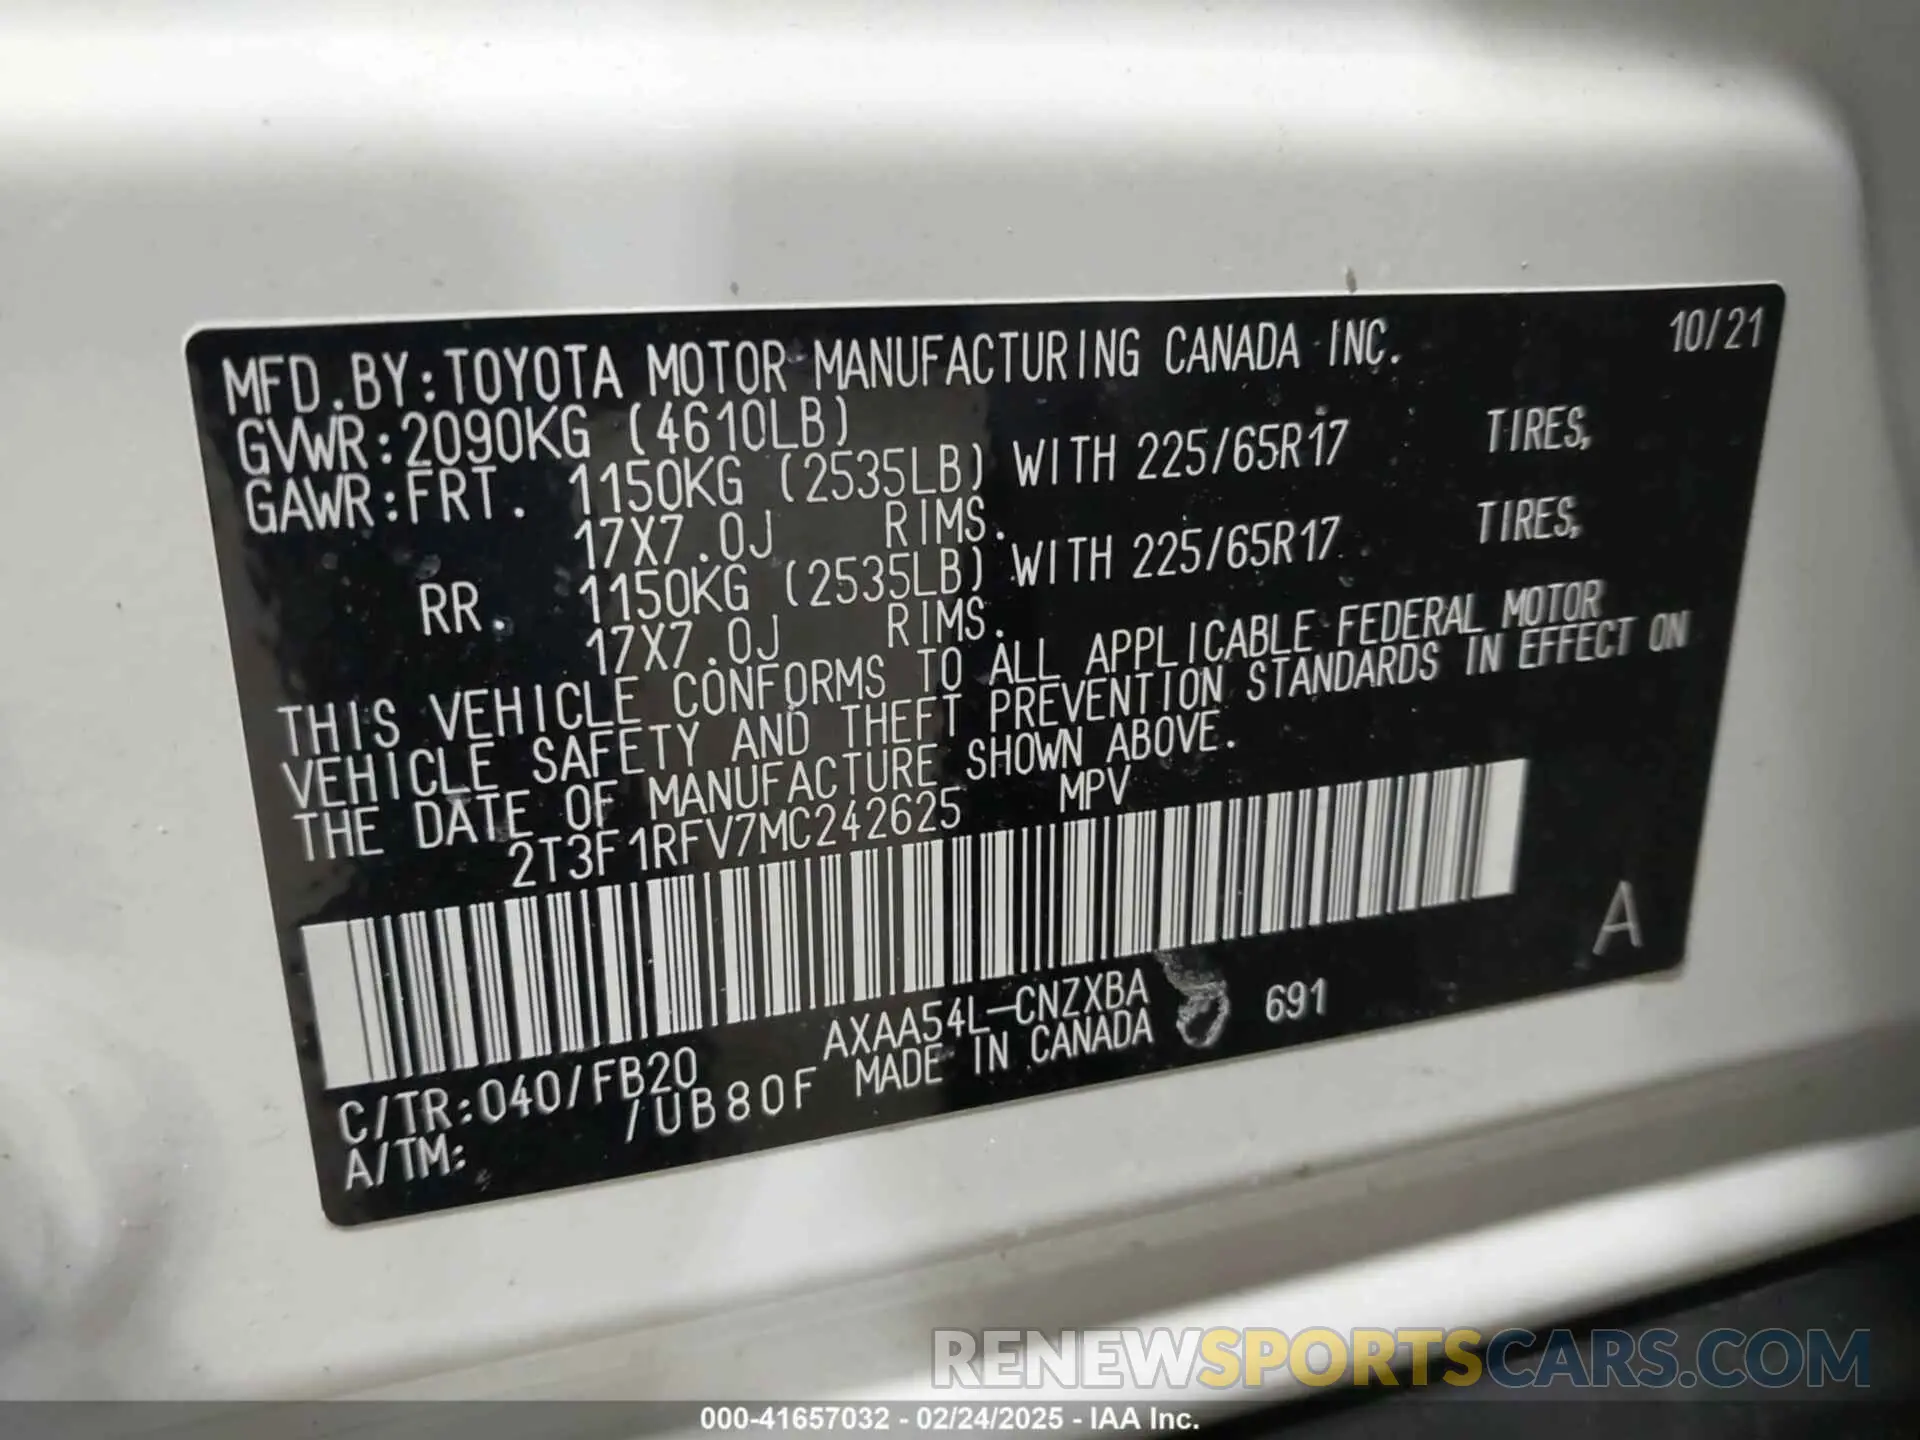 MFD.BY:TOYOTA MOTOR MANUFACTURING CANADA INC. 10/21
GVWR:2090KG (4610LB)
GAWR:FRT. 1150KG (2535LB) WITH 225/65R17 TIRES,
17X7.0J RIMS.
RR. 1150KG (2535LB) WITH 225/65R17 TIRES,
17X7.0J RIMS.
THIS VEHICLE CONFORMS TO ALL APPLICABLE FEDERAL MOTOR
VEHICLE SAFETY AND THEFT PREVENTION STANDARDS IN EFFECT ON
THE DATE OF MANUFACTURE SHOWN ABOVE.
2T3F1RFV7MC242625 MPV
A
AXAA54L-CNZXBA 691
C/TR:040/FB20 MADE IN CANADA
A/TM: /UB80F
RENEWSPORTSCARS.COM
000-41657032 - 02/24/2025 - IAA Inc.